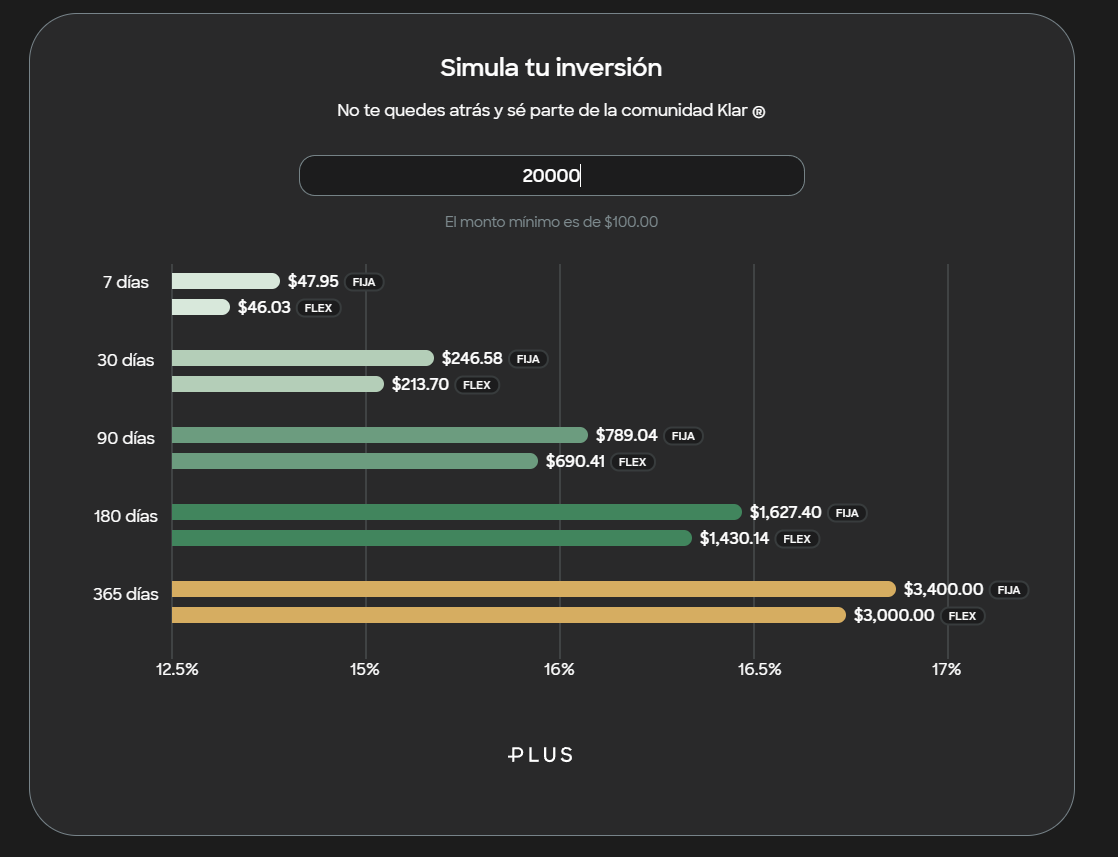 Simula tu inversión
No te quedes atrás y sé parte de la comunidad Klar ®
20000
El monto mínimo es de $100.00
7 días $47.95 FIJA
$46.03 FLEX
30 días $246.58 FIJA
$213.70 FLEX
90 días $789.04 FIJA
$690.41 FLEX
180 días $1,627.40 FIJA
$1,430.14 FLEX
365 días $3,400.00 FIJA
$3,000.00 FLEX
12.5% 15% 16% 16.5% 17%
PLUS